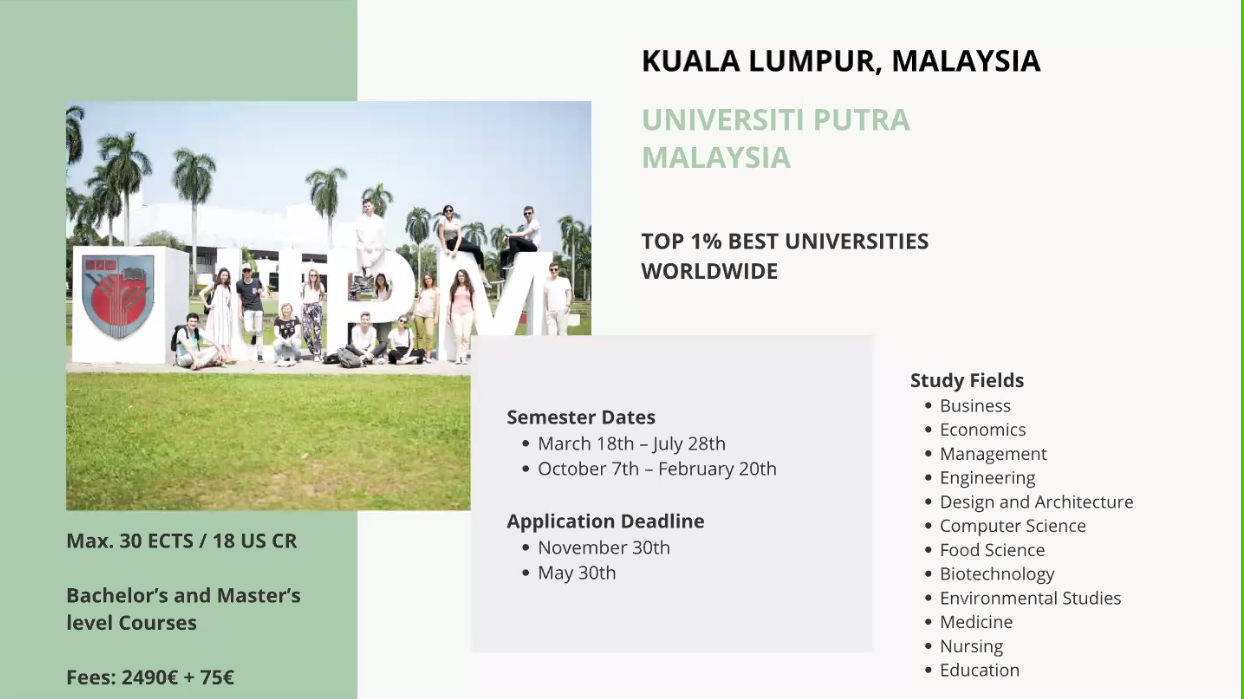 KUALA LUMPUR, MALAYSIA
UNIVERSITI PUTRA
MALAYSIA
TOP 1% BEST UNIVERSITIES
WORLDWIDE
UPM
Semester Dates
• March 18th – July 28th
• October 7th – February 20th
Application Deadline
• November 30th
• May 30th
Study Fields
• Business
• Economics
• Management
• Engineering
• Design and Architecture
• Computer Science
• Food Science
• Biotechnology
• Environmental Studies
• Medicine
• Nursing
• Education
Max. 30 ECTS / 18 US CR
Bachelor’s and Master’s
level Courses
Fees: 2490€ + 75€